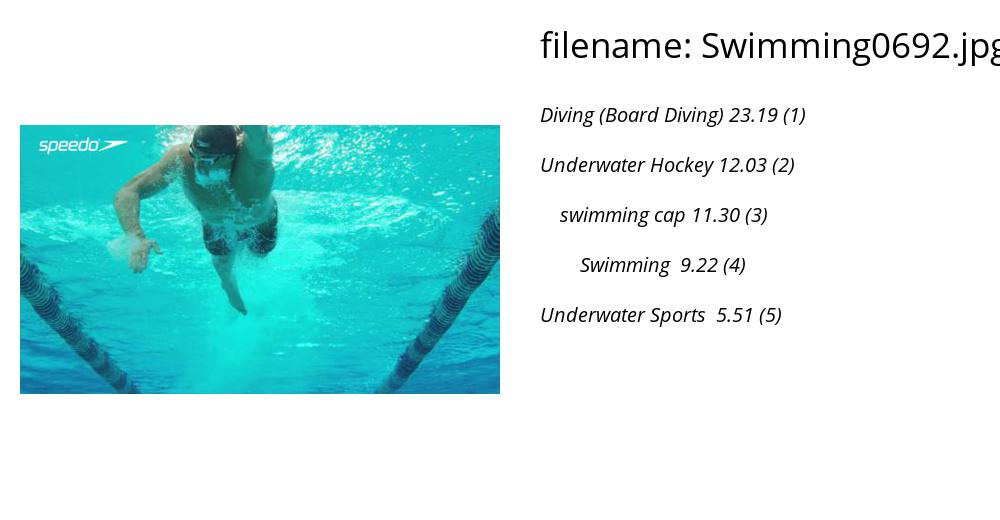 filename: Swimming0692.jpg
speedo
Diving (Board Diving) 23.19 (1)
Underwater Hockey 12.03 (2)
swimming cap 11.30 (3)
Swimming 9.22 (4)
Underwater Sports 5.51 (5)